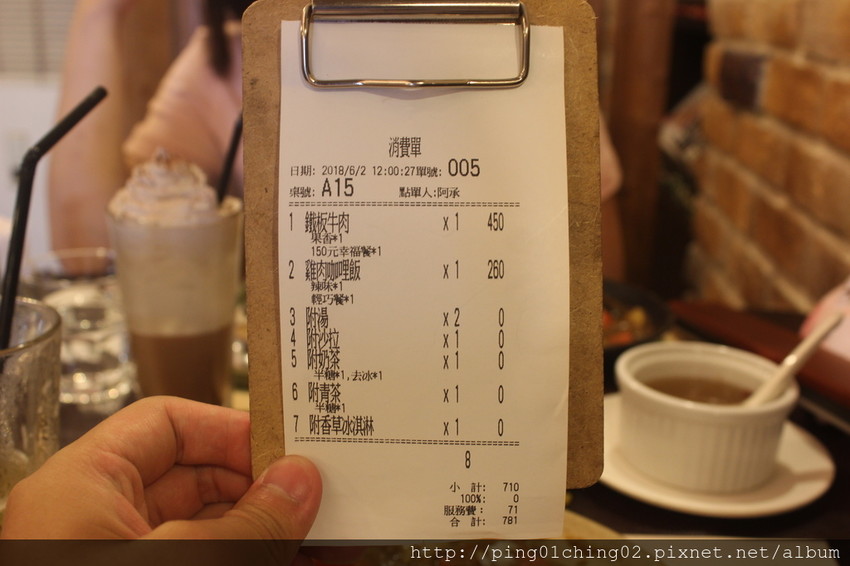 消費單
日期: 2018/6/2 12:00:27單號: 005
桌號: A15 點單人:阿承
1 鐵板牛肉 x 1 450
果香*1
150元幸福餐*1
2 雞肉咖哩飯 x 1 260
辣味*1
輕巧餐*1
3 附湯 x 2 0
4 附沙拉 x 1 0
5 附奶茶 x 1 0
半糖*1,去冰*1
6 附青茶 x 1 0
半糖*1
7 附香草冰淇淋 x 1 0
8
小 計: 710
100%: 0
服務費: 71
合 計: 781
http://ping01ching02.pixnet.net/album